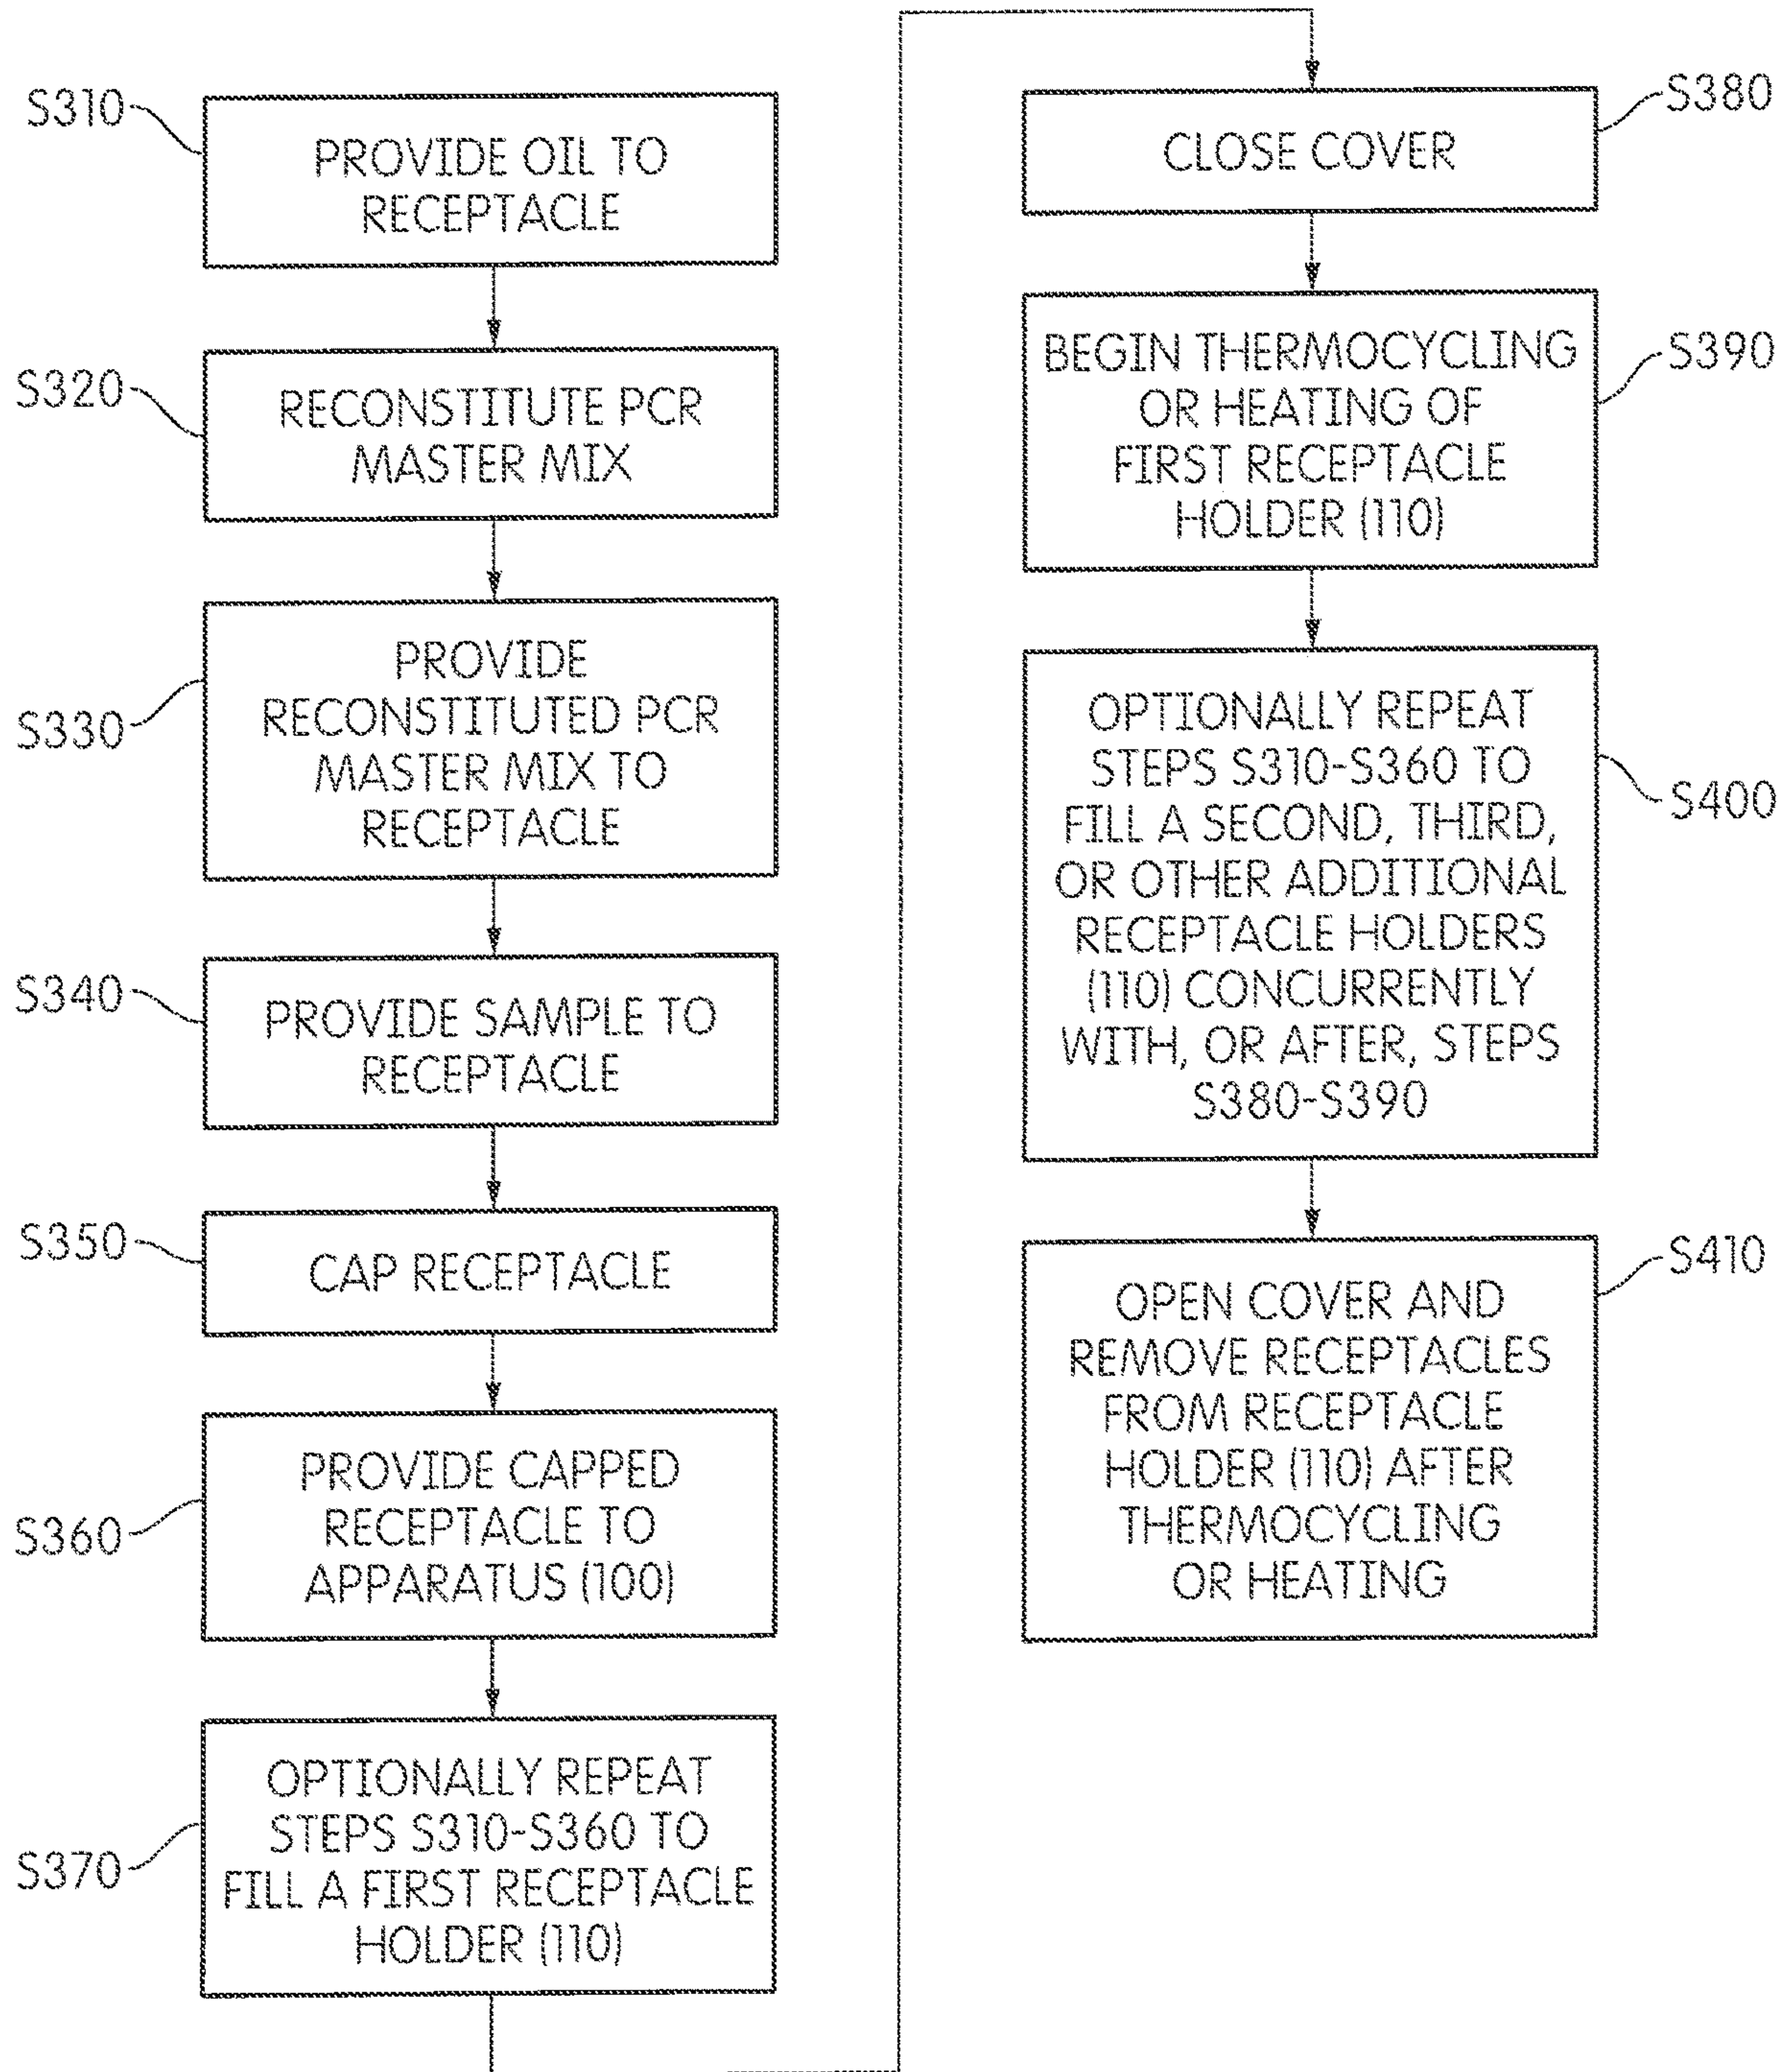 S310
PROVIDE OIL TO
RECEPTACLE
S320
RECONSTITUTE PCR
MASTER MIX
S330
PROVIDE
RECONSTITUTED PCR
MASTER MIX TO
RECEPTACLE
S340
PROVIDE SAMPLE TO
RECEPTACLE
S350
CAP RECEPTACLE
S360
PROVIDE CAPPED
RECEPTACLE TO
APPARATUS (100)
S370
OPTIONALLY REPEAT
STEPS S310-S360 TO
FILL A FIRST RECEPTACLE
HOLDER (110)
S380
CLOSE COVER
S390
BEGIN THERMOCYCLING
OR HEATING OF
FIRST RECEPTACLE
HOLDER (110)
S400
OPTIONALLY REPEAT
STEPS S310-S360 TO
FILL A SECOND, THIRD,
OR OTHER ADDITIONAL
RECEPTACLE HOLDERS
(110) CONCURRENTLY
WITH, OR AFTER, STEPS
S380-S390
S410
OPEN COVER AND
REMOVE RECEPTACLES
FROM RECEPTACLE
HOLDER (110) AFTER
THERMOCYCLING
OR HEATING